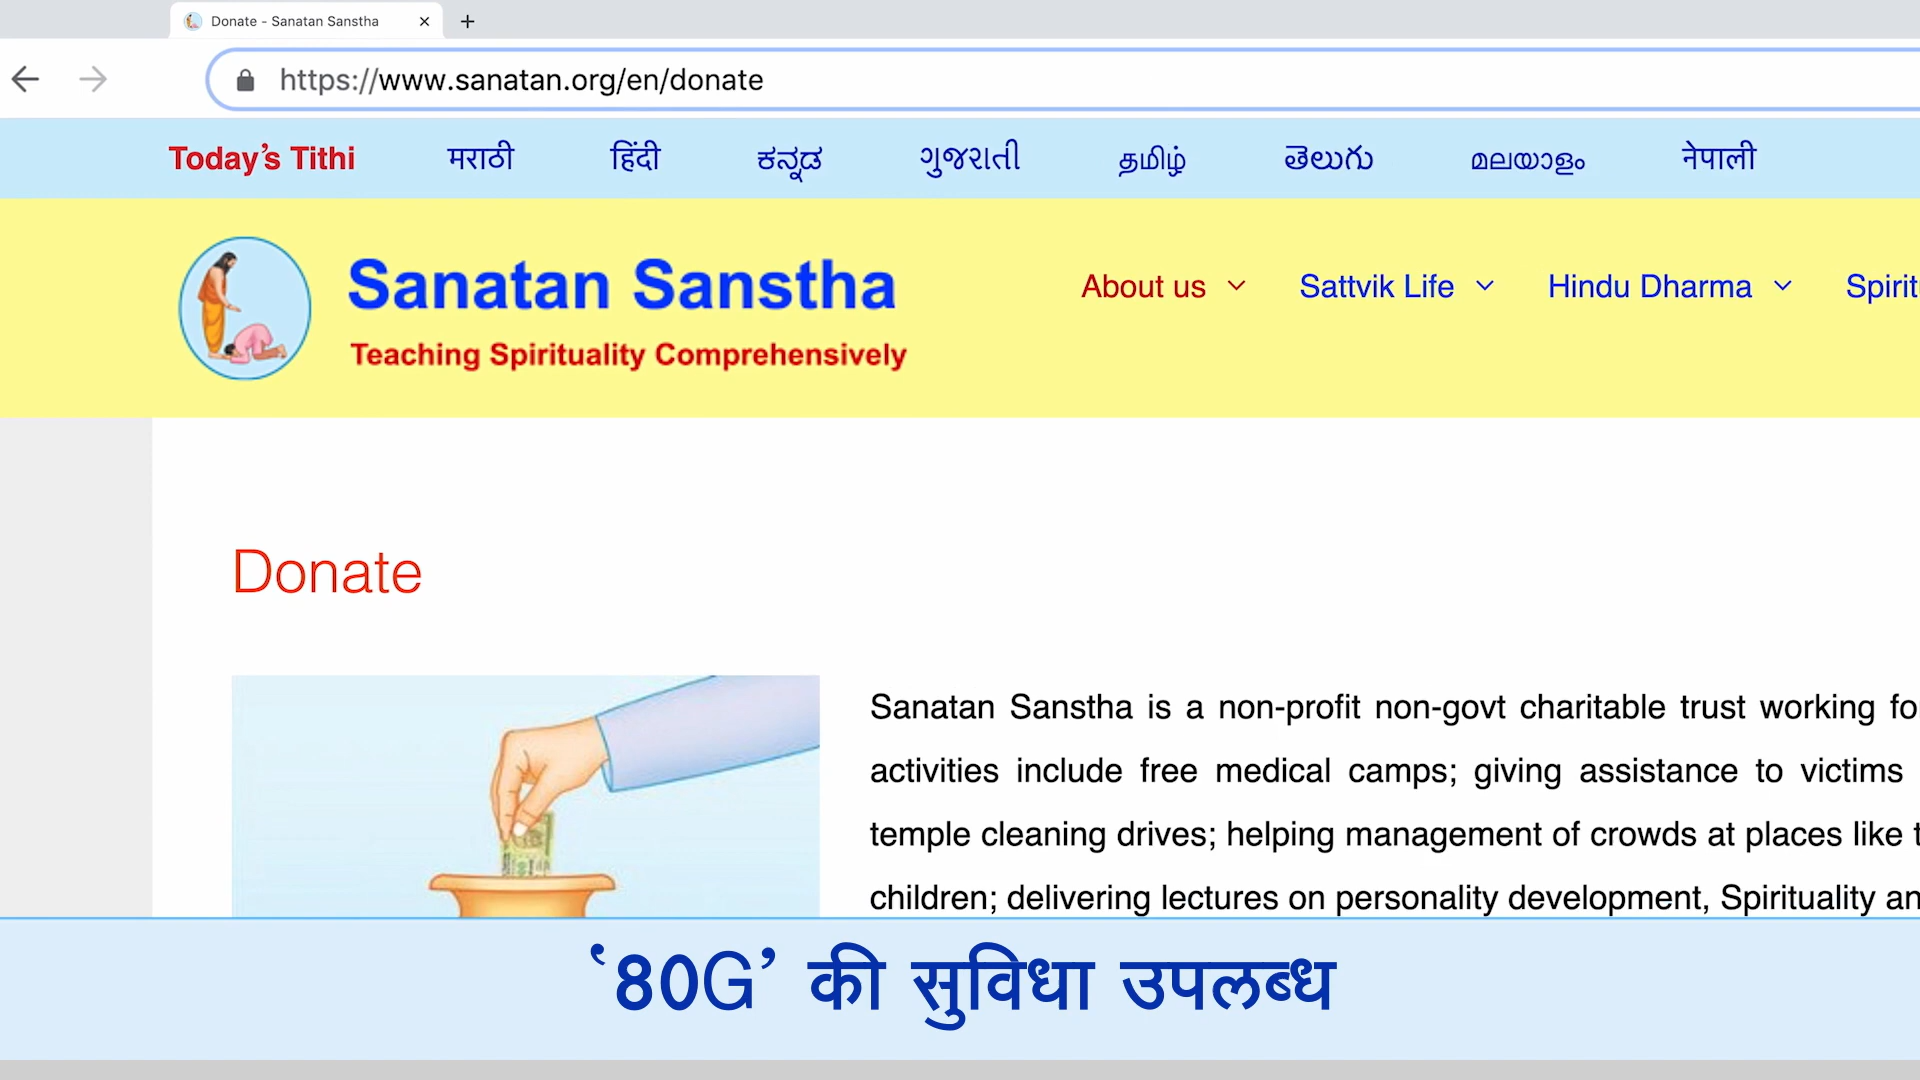 Donate - Sanatan Sanstha
https://www.sanatan.org/en/donate
Today's Tithi मराठी हिंदी ಕನ್ನಡ ગુજરાતી தமிழ் తెలుగు മലയാളം नेपाली
Sanatan Sanstha
Teaching Spirituality Comprehensively
About us Sattvik Life Hindu Dharma
Donate
Sanatan Sanstha is a non-profit non-govt charitable trust working
activities include free medical camps; giving assistance to victims
temple cleaning drives; helping management of crowds at places like
children; delivering lectures on personality development, Spirituality
‘80G’ की सुविधा उपलब्ध